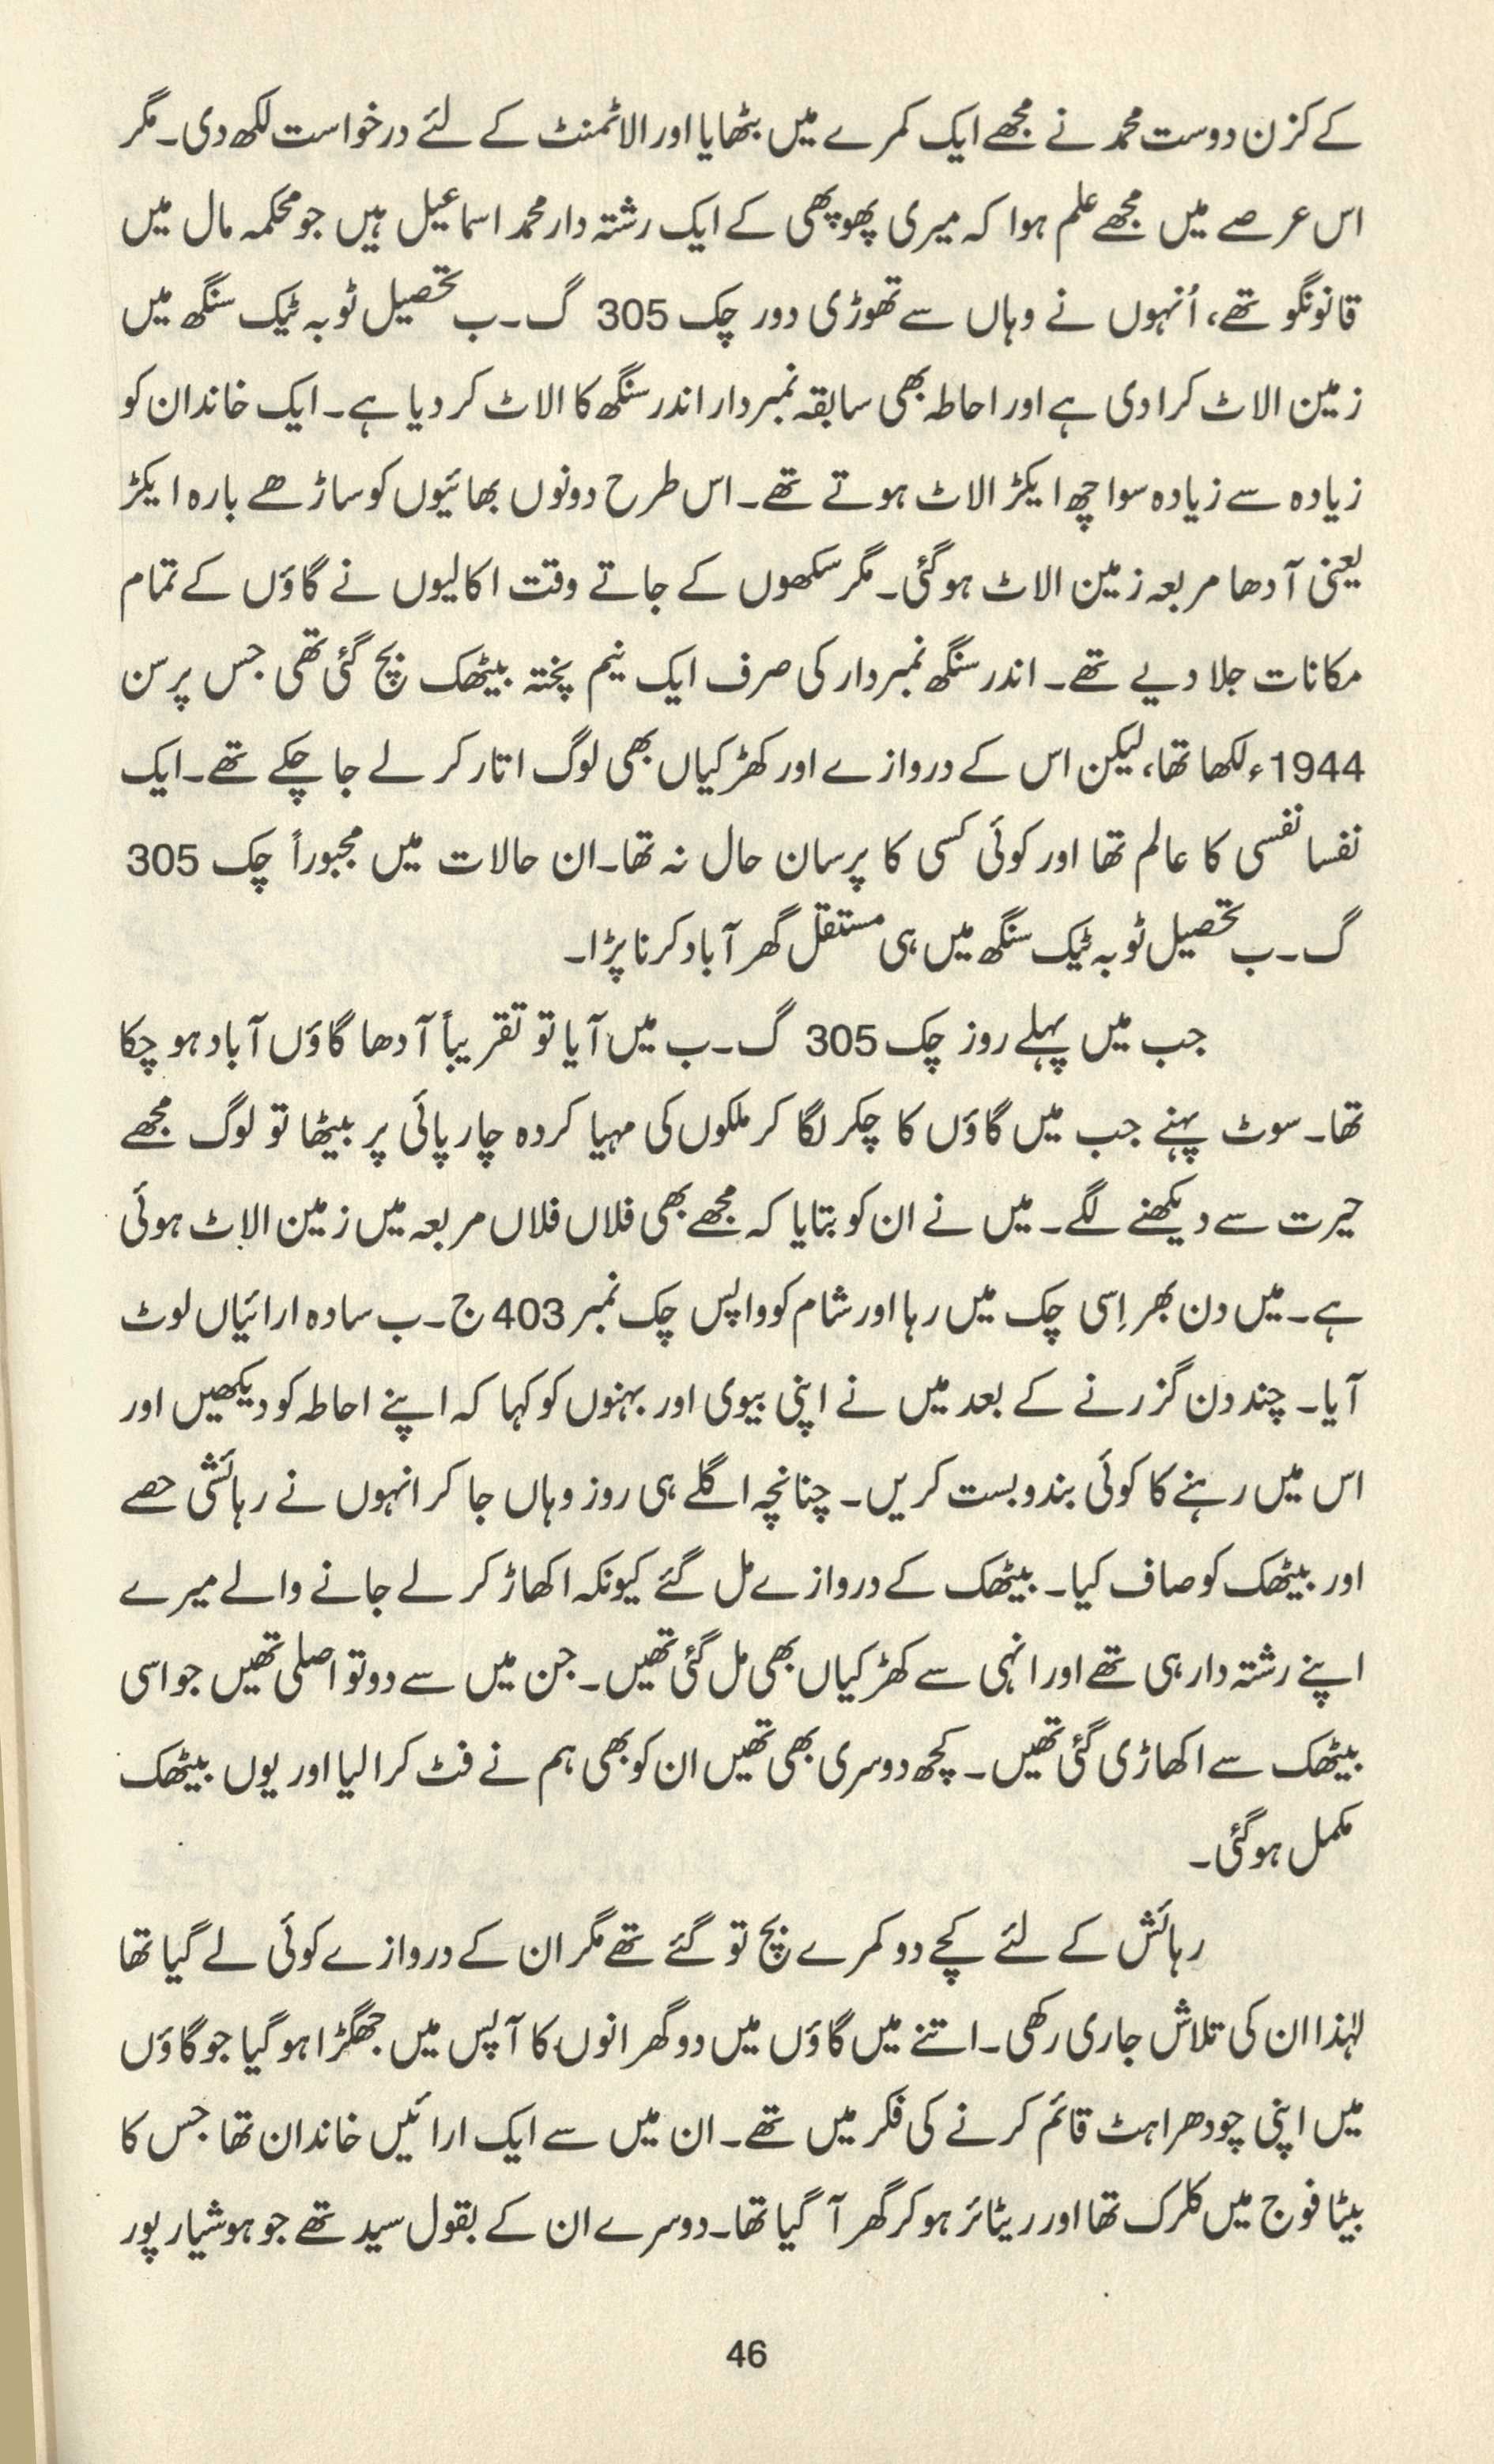 کے کزن دوست محمد نے مجھے ایک کمرے میں بٹھایا اور الاٹمنٹ کے لئے درخواست لکھ دی۔ مگر
اس عرصے میں مجھے علم ہوا کہ میری پھوپھی کے ایک رشتہ دار محمد اسماعیل ہیں جو محکمہ مال میں
قانونگو تھے، اُنہوں نے وہاں سے تھوڑی دور چک 305 گ۔ب تحصیل ٹوبہ ٹیک سنگھ میں
زمین الاٹ کرا دی ہے اور احاطہ بھی سابقہ نمبردار اندر سنگھ کا الاٹ کر دیا ہے۔ ایک خاندان کو
زیادہ سے زیادہ سوا چھ ایکڑ الاٹ ہوتے تھے۔ اس طرح دونوں بھائیوں کو ساڑھے بارہ ایکڑ
یعنی آدھا مربعہ زمین الاٹ ہو گئی۔ مگر سکھوں کے جاتے وقت اکالیوں نے گاؤں کے تمام
مکانات جلا دیے تھے۔ اندر سنگھ نمبردار کی صرف ایک نیم پختہ بیٹھک بچ گئی تھی جس پر سن
1944ء لکھا تھا، لیکن اس کے دروازے اور کھڑکیاں بھی لوگ اتار کر لے جا چکے تھے۔ ایک
نفسا نفسی کا عالم تھا اور کوئی کسی کا پرسان حال نہ تھا۔ ان حالات میں مجبوراً چک 305
گ۔ب تحصیل ٹوبہ ٹیک سنگھ میں ہی مستقل گھر آباد کرنا پڑا۔
جب میں پہلے روز چک 305 گ۔ب میں آیا تو تقریباً آدھا گاؤں آباد ہو چکا
تھا۔ سوٹ پہنے جب میں گاؤں کا چکر لگا کر ملکوں کی مہیا کردہ چارپائی پر بیٹھا تو لوگ مجھے
حیرت سے دیکھنے لگے۔ میں نے ان کو بتایا کہ مجھے بھی فلاں فلاں مربعہ میں زمین الاٹ ہوئی
ہے۔ میں دن بھر اِسی چک میں رہا اور شام کو واپس چک نمبر 403 ج۔ب سادہ ارائیاں لوٹ
آیا۔ چند دن گزرنے کے بعد میں نے اپنی بیوی اور بہنوں کو کہا کہ اپنے احاطہ کو دیکھیں اور
اس میں رہنے کا کوئی بندوبست کریں۔ چنانچہ اگلے ہی روز وہاں جا کر انہوں نے رہائشی حصے
اور بیٹھک کو صاف کیا۔ بیٹھک کے دروازے مل گئے کیونکہ اکھاڑ کر لے جانے والے میرے
اپنے رشتہ دار ہی تھے اور انہی سے کھڑکیاں بھی مل گئی تھیں۔ جن میں سے دو تو اصلی تھیں جو اسی
بیٹھک سے اکھاڑی گئی تھیں۔ کچھ دوسری بھی تھیں ان کو بھی ہم نے فٹ کرا لیا اور یوں بیٹھک
مکمل ہو گئی۔
رہائش کے لئے کچے دو کمرے بچ تو گئے تھے مگر ان کے دروازے کوئی لے گیا تھا
لہٰذا ان کی تلاش جاری رکھی۔ اتنے میں گاؤں میں دو گھرانوں کا آپس میں جھگڑا ہو گیا جو گاؤں
میں اپنی چودھراہٹ قائم کرنے کی فکر میں تھے۔ ان میں سے ایک ارائیں خاندان تھا جس کا
بیٹا فوج میں کلرک تھا اور ریٹائر ہو کر گھر آ گیا تھا۔ دوسرے ان کے بقول سید تھے جو ہوشیار پور
46